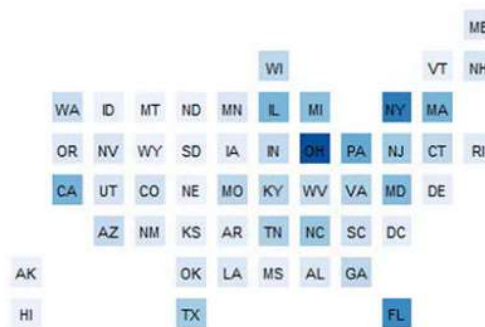 ME
WI VT NH
WA ID MT ND MN IL MI NY MA
OR NV WY SD IA IN OH PA NJ CT RI
CA UT CO NE MO KY WV VA MD DE
AZ NM KS AR TN NC SC DC
AK OK LA MS AL GA
HI TX FL